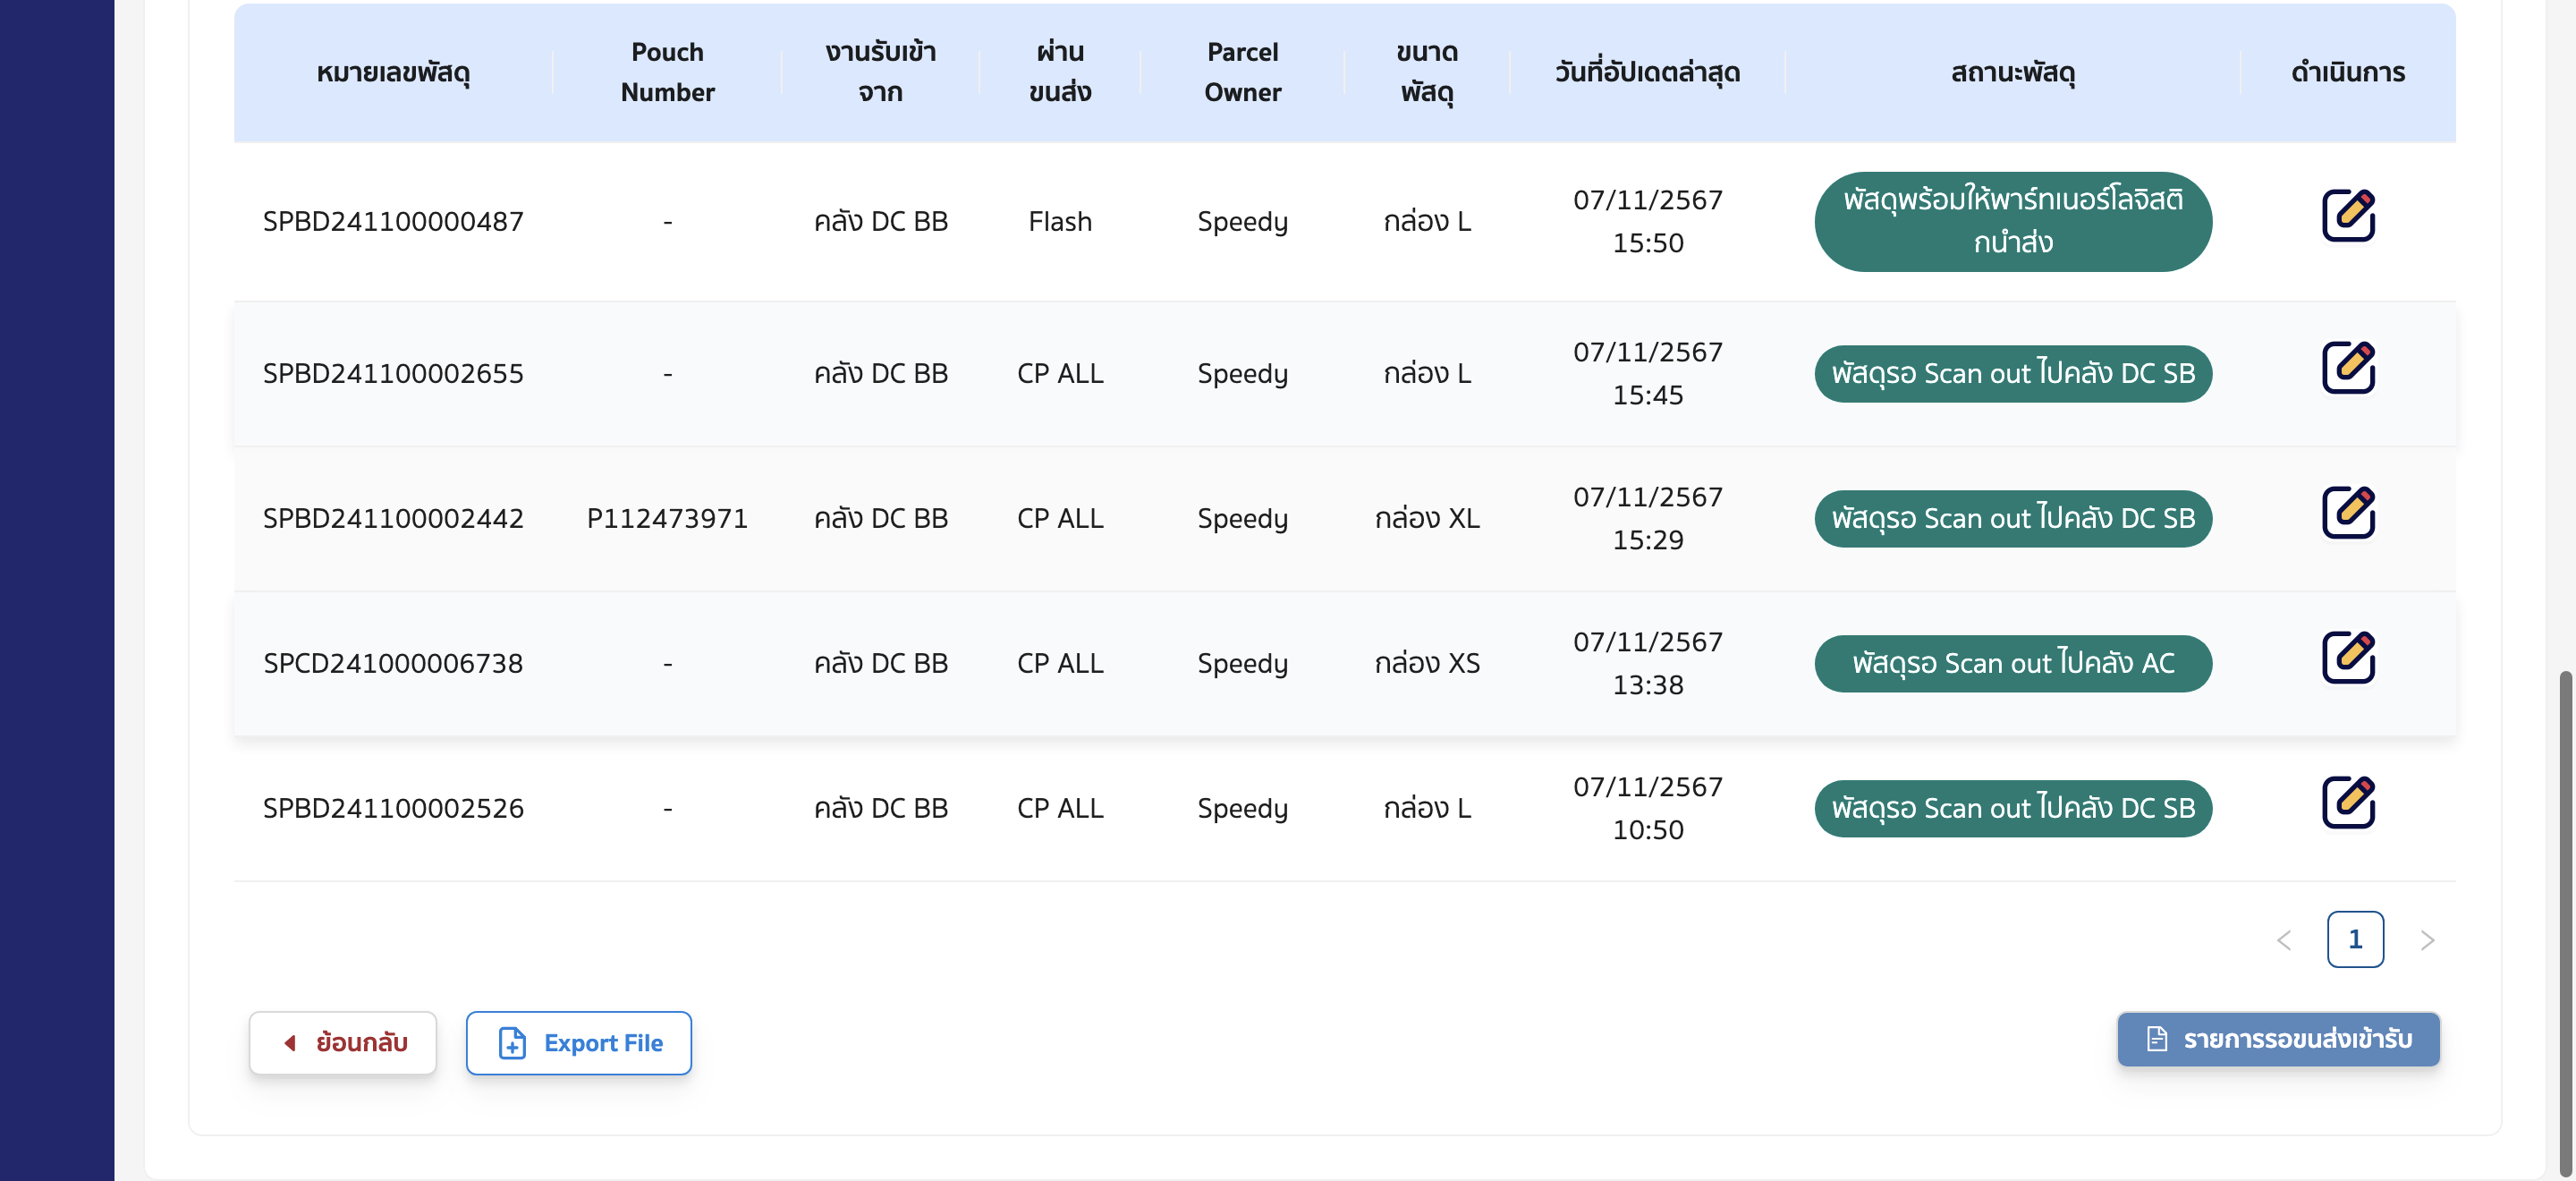 หมายเลขพัสดุ
Pouch
Number
งานรับเข้า
จาก
ผ่าน
ขนส่ง
Parcel
Owner
ขนาด
พัสดุ
วันที่อัปเดตล่าสุด
สถานะพัสดุ
ดำเนินการ
SPBD241100000487
-
คลัง DC BB
Flash
Speedy
กล่อง L
07/11/2567
15:50
พัสดุพร้อมให้พาร์ทเนอร์โลจิสติ
กนำส่ง
SPBD241100002655
-
คลัง DC BB
CP ALL
Speedy
กล่อง L
07/11/2567
15:45
พัสดุรอ Scan out ไปคลัง DC SB
SPBD241100002442
P112473971
คลัง DC BB
CP ALL
Speedy
กล่อง XL
07/11/2567
15:29
พัสดุรอ Scan out ไปคลัง DC SB
SPCD241000006738
-
คลัง DC BB
CP ALL
Speedy
กล่อง XS
07/11/2567
13:38
พัสดุรอ Scan out ไปคลัง AC
SPBD241100002526
-
คลัง DC BB
CP ALL
Speedy
กล่อง L
07/11/2567
10:50
พัสดุรอ Scan out ไปคลัง DC SB
1
ย้อนกลับ
Export File
รายการรอขนส่งเข้ารับ